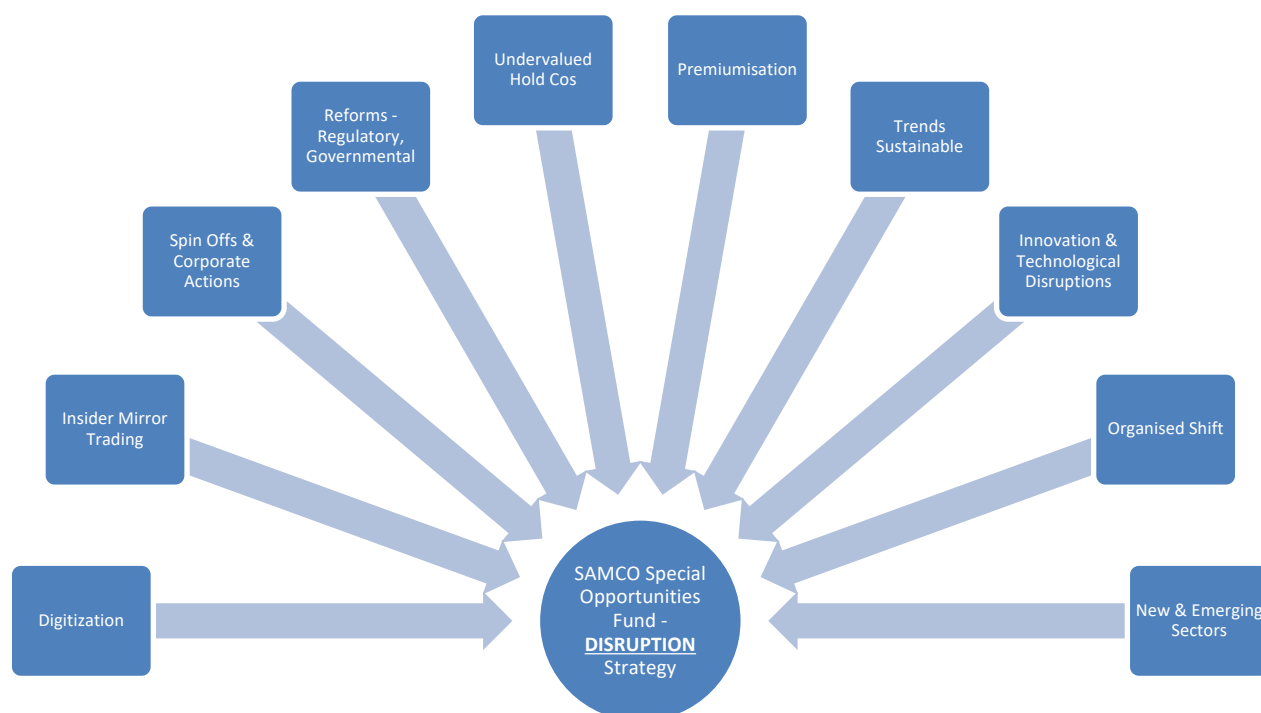 Digitization
Insider Mirror
Trading
Spin Offs &
Corporate
Actions
Reforms -
Regulatory,
Governmental
Undervalued
Hold Cos
Premiumisation
Trends
Sustainable
Innovation &
Technological
Disruptions
Organised Shift
New & Emerging
Sectors
SAMCO Special
Opportunities
Fund -
DISRUPTION
Strategy